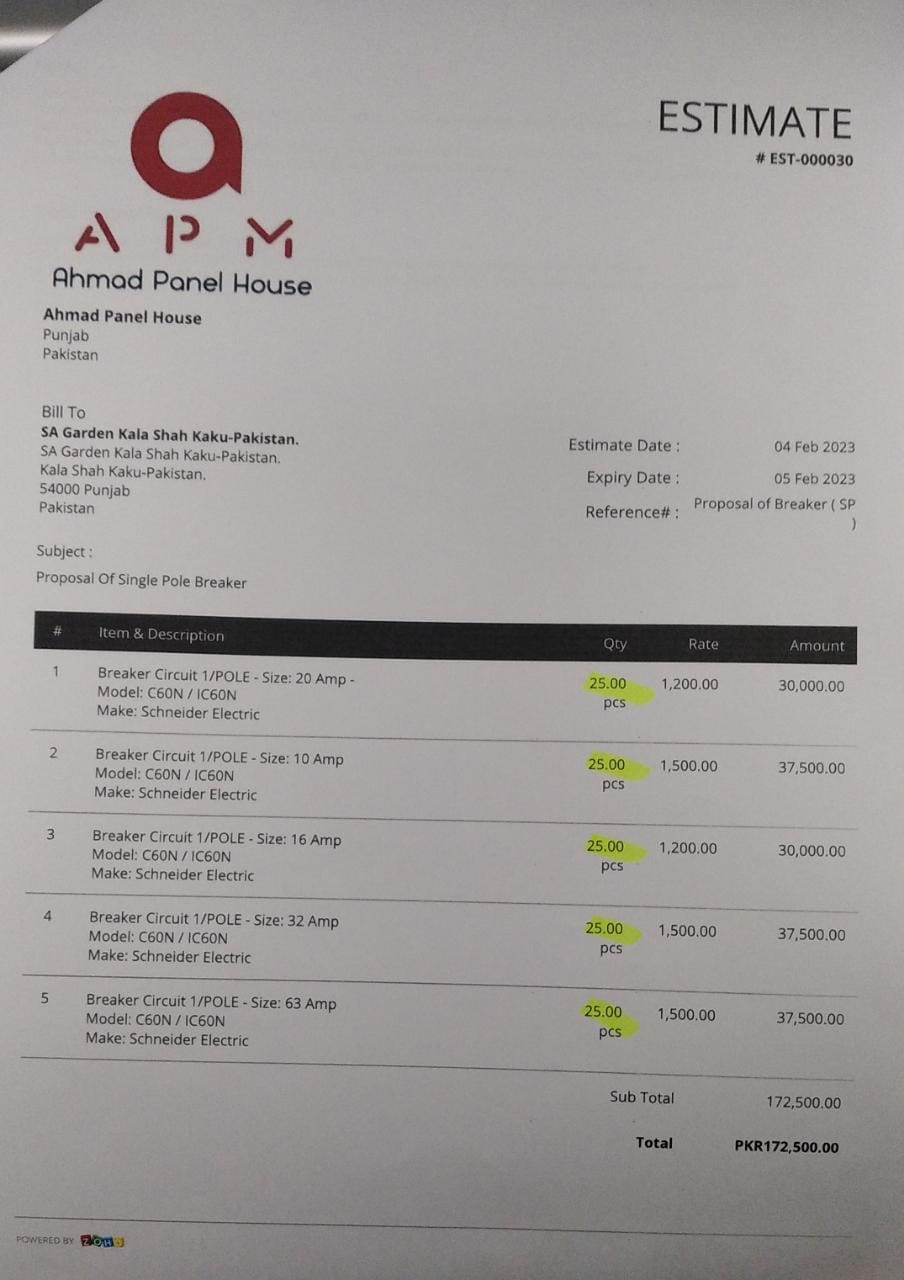 ESTIMATE
# EST-000030
a
A P M
Ahmad Panel House
Ahmad Panel House
Punjab
Pakistan
Bill To
SA Garden Kala Shah Kaku-Pakistan.
SA Garden Kala Shah Kaku-Pakistan.
Kala Shah Kaku-Pakistan.
54000 Punjab
Pakistan
Estimate Date : 04 Feb 2023
Expiry Date : 05 Feb 2023
Reference# : Proposal of Breaker ( SP
)
Subject :
Proposal Of Single Pole Breaker
# Item & Description Qty Rate Amount
1 Breaker Circuit 1/POLE - Size: 20 Amp - 25.00 1,200.00 30,000.00
Model: C60N / IC60N pcs
Make: Schneider Electric
2 Breaker Circuit 1/POLE - Size: 10 Amp 25.00 1,500.00 37,500.00
Model: C60N / IC60N pcs
Make: Schneider Electric
3 Breaker Circuit 1/POLE - Size: 16 Amp 25.00 1,200.00 30,000.00
Model: C60N / IC60N pcs
Make: Schneider Electric
4 Breaker Circuit 1/POLE - Size: 32 Amp 25.00 1,500.00 37,500.00
Model: C60N / IC60N pcs
Make: Schneider Electric
5 Breaker Circuit 1/POLE - Size: 63 Amp 25.00 1,500.00 37,500.00
Model: C60N / IC60N pcs
Make: Schneider Electric
Sub Total 172,500.00
Total PKR172,500.00
POWERED BY ZOHO